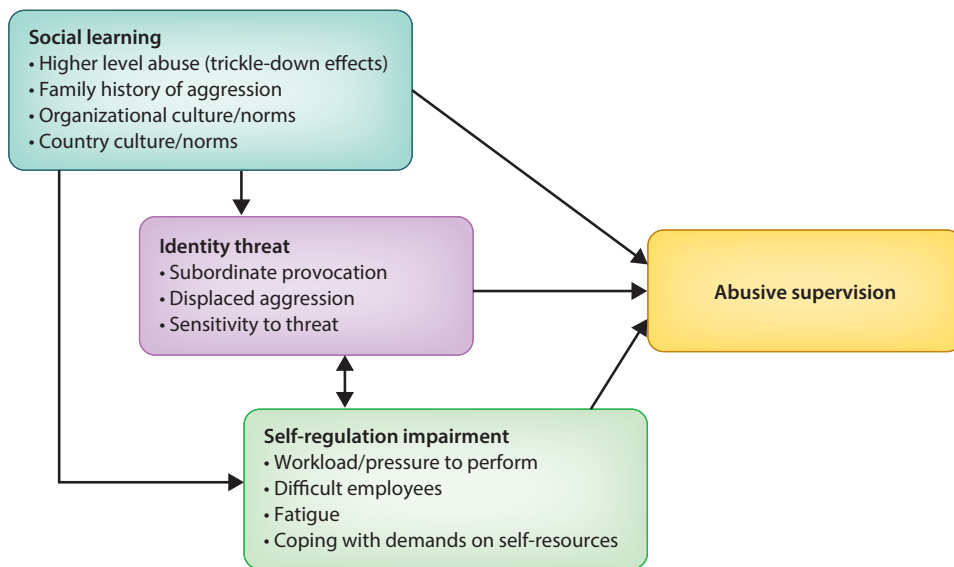 Social learning
• Higher level abuse (trickle-down effects)
• Family history of aggression
• Organizational culture/norms
• Country culture/norms
Identity threat
• Subordinate provocation
• Displaced aggression
• Sensitivity to threat
Abusive supervision
Self-regulation impairment
• Workload/pressure to perform
• Difficult employees
• Fatigue
• Coping with demands on self-resources